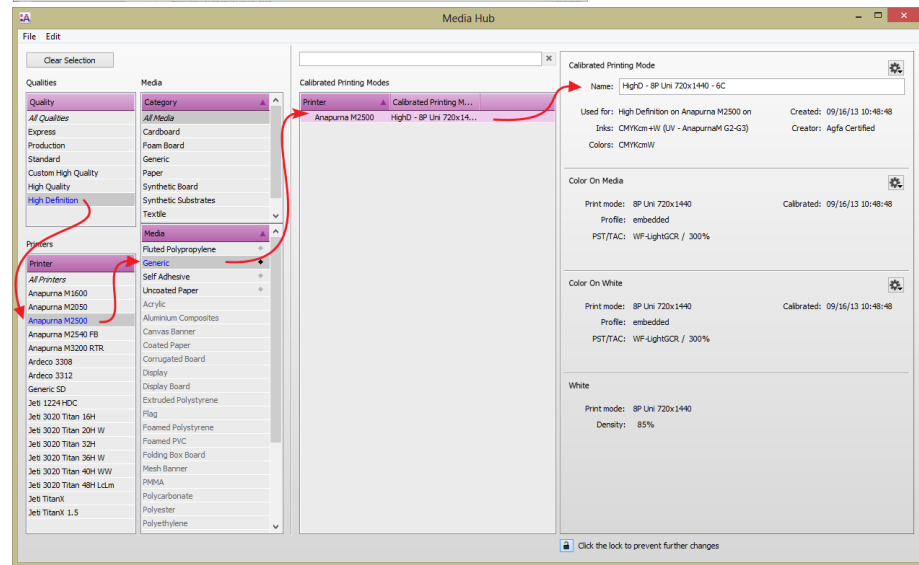 :A
Media Hub
File Edit
Clear Selection
Qualities
Quality
All Qualities
Express
Production
Standard
Custom High Quality
High Quality
High Definition
Printers
Printer
All Printers
Anapurna M1600
Anapurna M2050
Anapurna M2500
Anapurna M2540 FB
Anapurna M3200 RTR
Ardeco 3308
Ardeco 3312
Generic SD
Jeti 1224 HDC
Jeti 3020 Titan 16H
Jeti 3020 Titan 20H W
Jeti 3020 Titan 32H
Jeti 3020 Titan 36H W
Jeti 3020 Titan 40H WW
Jeti 3020 Titan 48H LcLm
Jeti TitanX
Jeti TitanX 1.5
Media
Category
All Media
Cardboard
Foam Board
Generic
Paper
Synthetic Board
Synthetic Substrates
Textile
Media
Fluted Polypropylene
Generic
Self Adhesive
Uncoated Paper
Acrylic
Aluminium Composites
Canvas Banner
Coated Paper
Corrugated Board
Display
Display Board
Extruded Polystyrene
Flag
Foamed Polystyrene
Foamed PVC
Folding Box Board
Mesh Banner
PMMA
Polycarbonate
Polyester
Polyethylene
Calibrated Printing Modes
Printer Calibrated Printing M...
Anapurna M2500 HighD - 8P Uni 720x14...
Calibrated Printing Mode
Name: HighD - 8P Uni 720x1440 - 6C
Used for: High Definition on Anapurna M2500 on Created: 09/16/13 10:48:48
Inks: CMYKcm+W (UV - AnapurnaM G2-G3) Creator: Agfa Certified
Colors: CMYKcmW
Color On Media
Print mode: 8P Uni 720x1440 Calibrated: 09/16/13 10:48:48
Profile: embedded
PST/TAC: WF-LightGCR / 300%
Color On White
Print mode: 8P Uni 720x1440 Calibrated: 09/16/13 10:48:48
Profile: embedded
PST/TAC: WF-LightGCR / 300%
White
Print mode: 8P Uni 720x1440
Density: 85%
Click the lock to prevent further changes